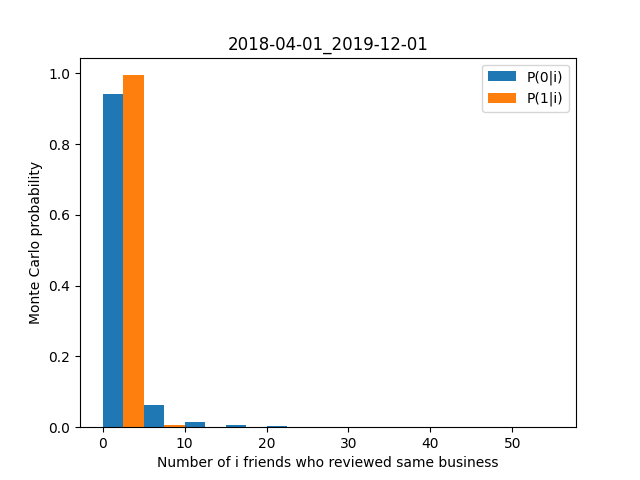 2018-04-01_2019-12-01
P(0|i)
P(1|i)
Monte Carlo probability
1.0
0.8
0.6
0.4
0.2
0.0
0 10 20 30 40 50
Number of i friends who reviewed same business